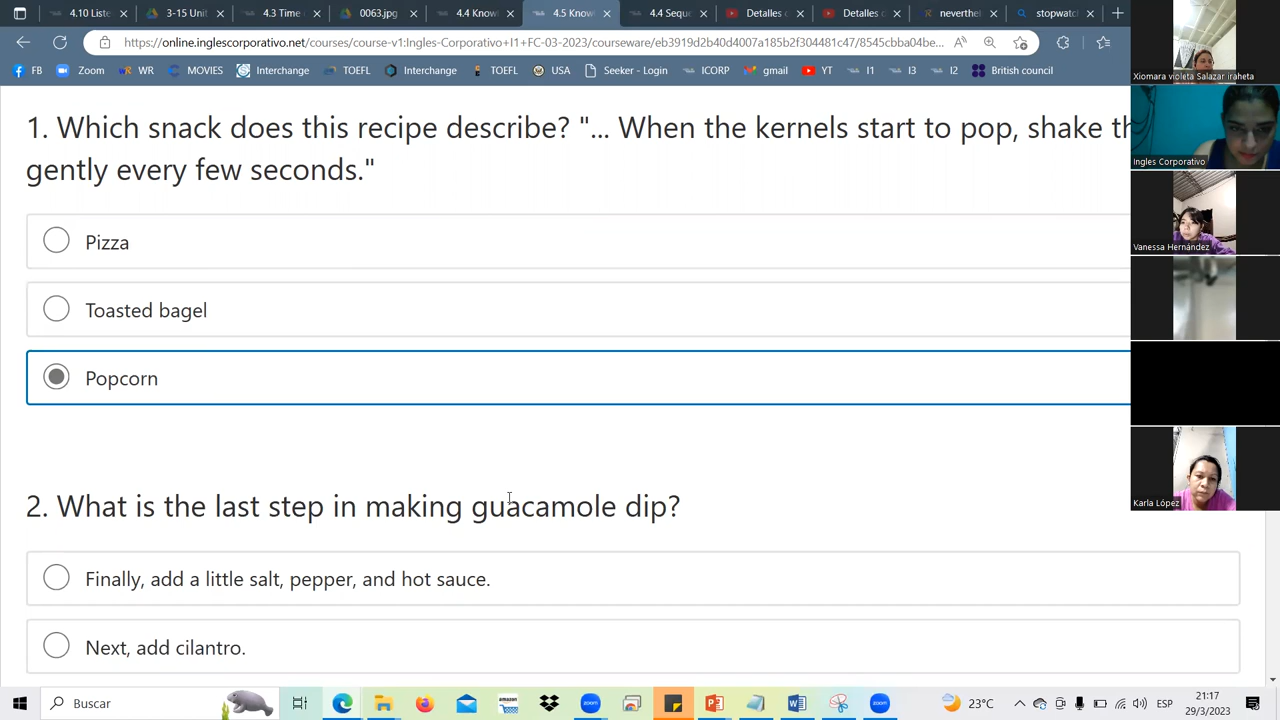 4.10 Listen
3-15 Unit
4.3 Time
0063.jpg
4.4 Know
4.5 Know
4.4 Sequ
Detalles c
Detalles c
neverthel
stopwatch
https://online.inglescorporativo.net/courses/course-v1:Ingles-Corporativo+I1+FC-03-2023/courseware/eb3919d2b40d4007a185b2f304481c47/8545cbba04be...
FB
Zoom
WR
MOVIES
Interchange
TOEFL
Interchange
TOEFL
USA
Seeker - Login
ICORP
gmail
YT
I1
I3
I2
British council
1. Which snack does this recipe describe? "... When the kernels start to pop, shake th
gently every few seconds."
Pizza
Toasted bagel
Popcorn
2. What is the last step in making guacamole dip?
Finally, add a little salt, pepper, and hot sauce.
Next, add cilantro.
Xiomara violeta Salazar iraheta
Ingles Corporativo
Vanessa Hernández
Karla López
Buscar
23°C
ESP
21:17
29/3/2023